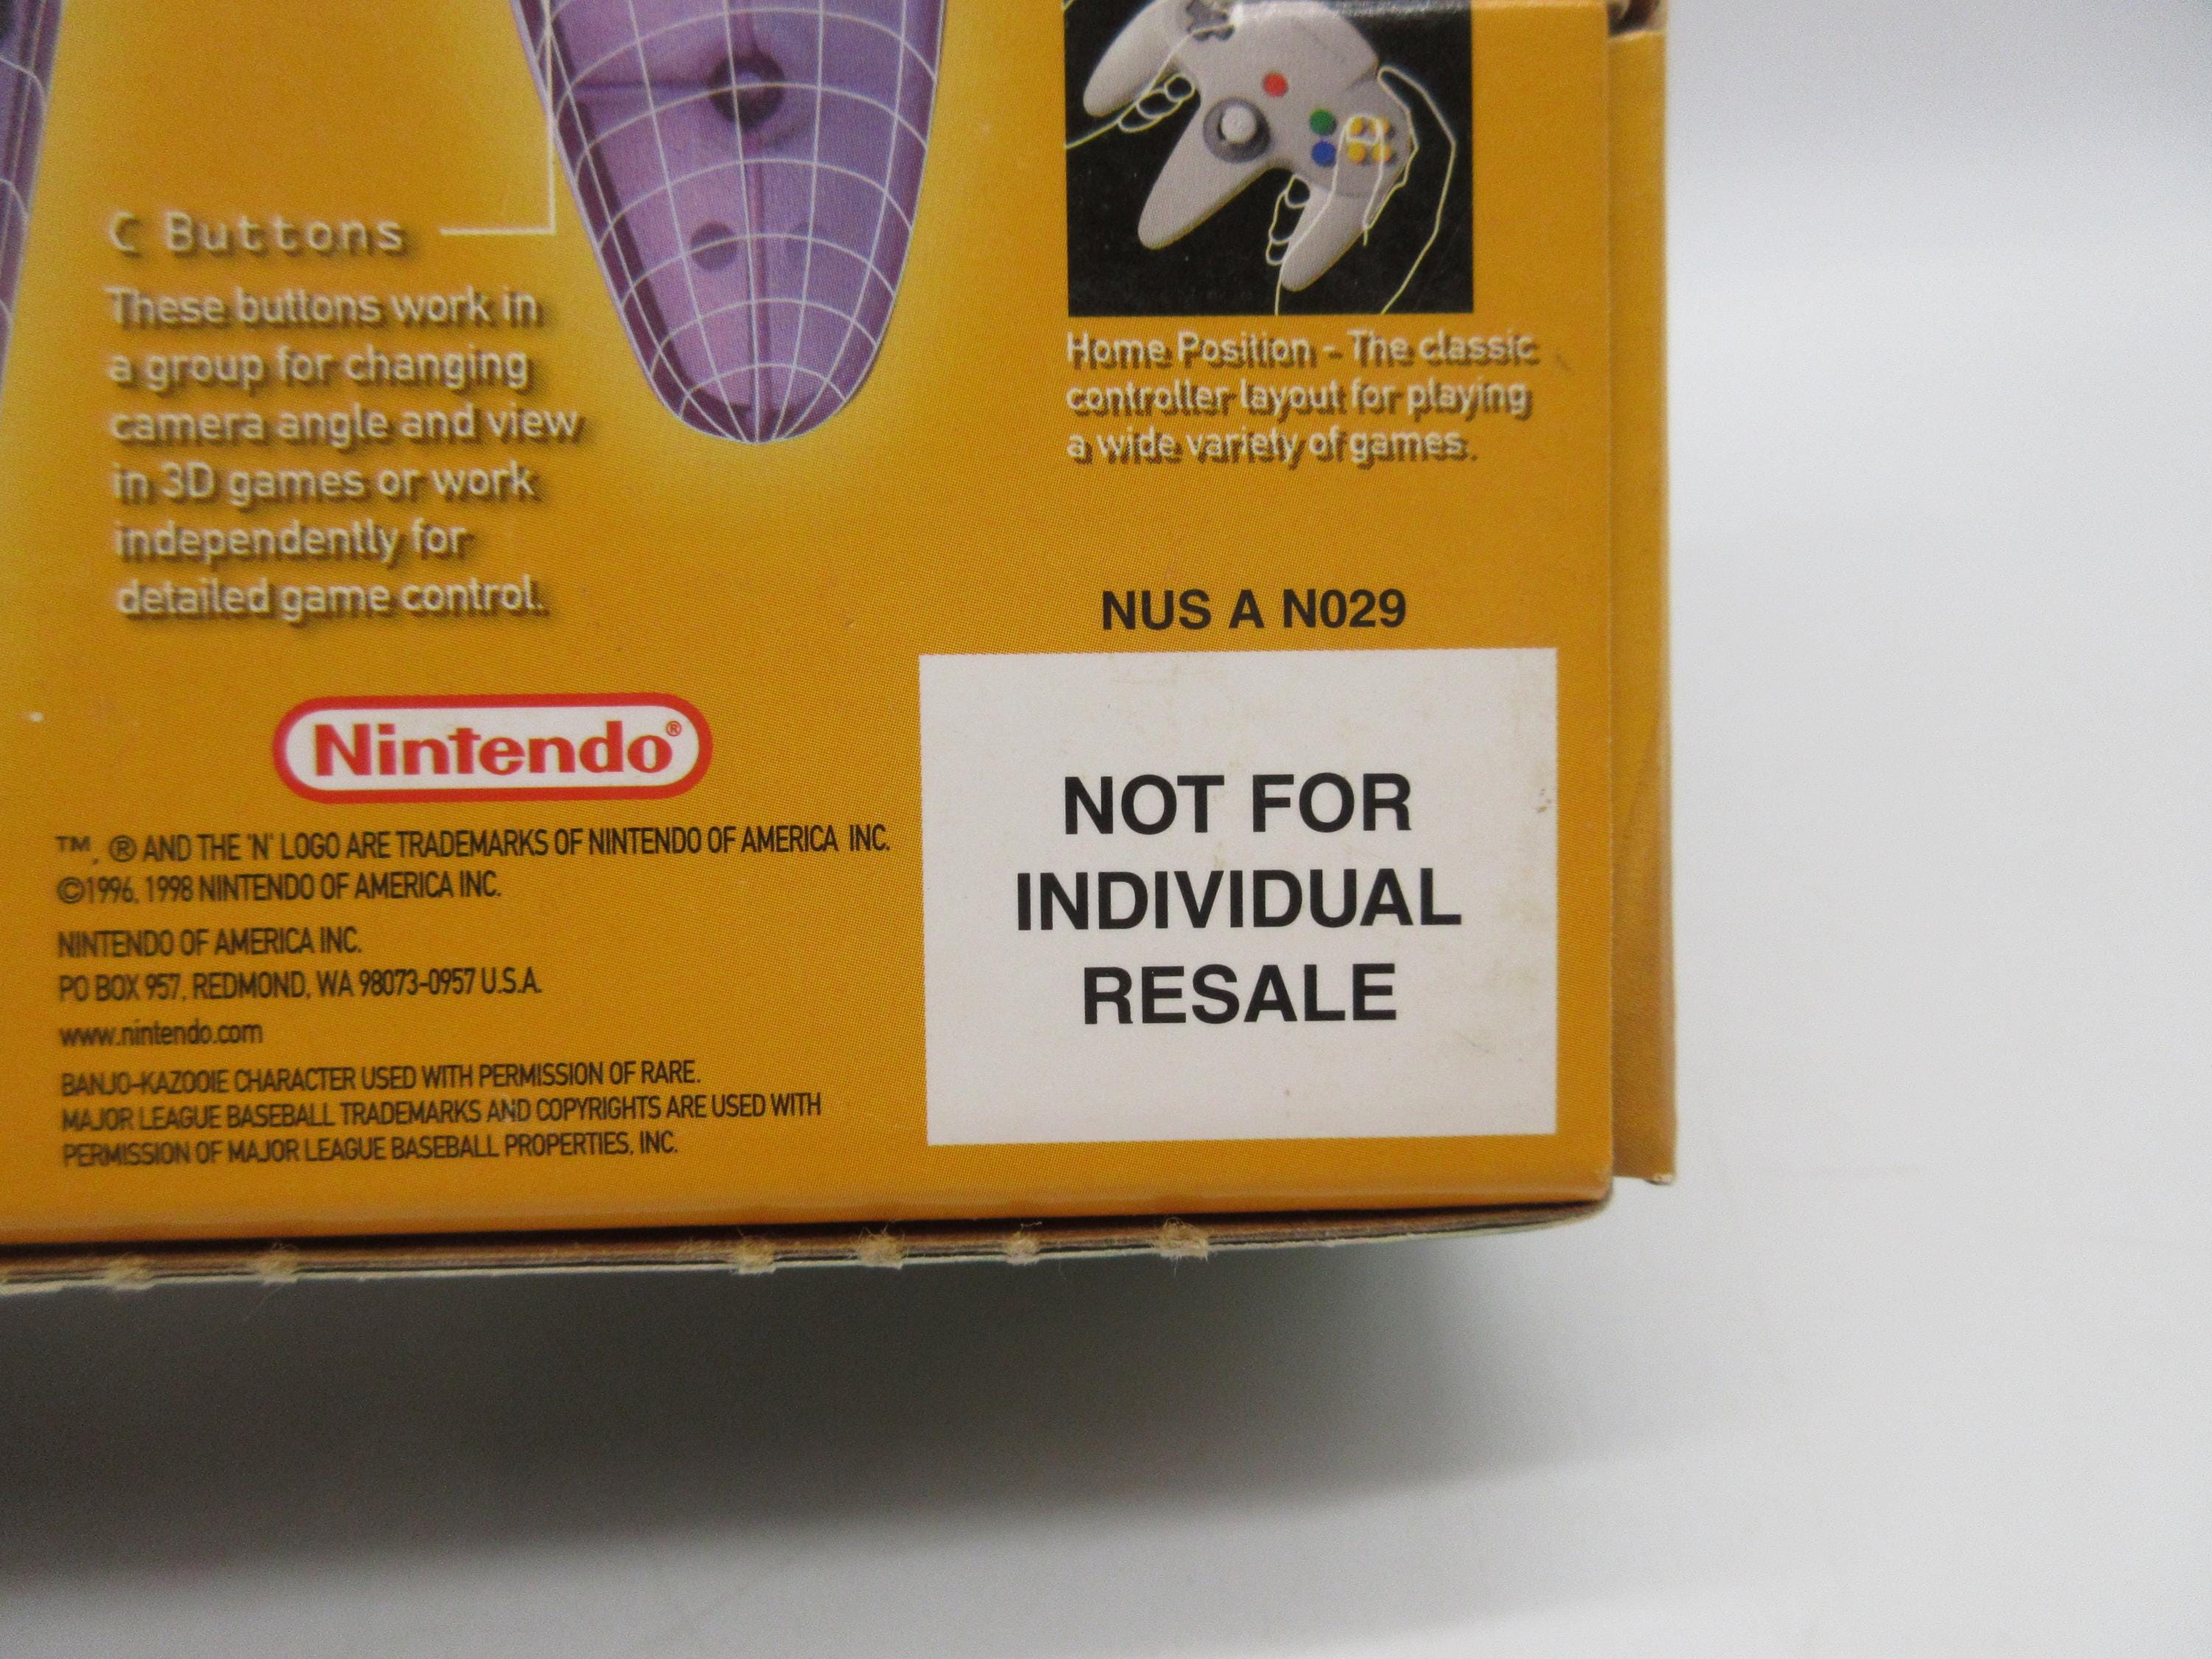 C Buttons
These buttons work in
a group for changing
camera angle and view
in 3D games or work
independently for
detailed game control.
Home Position - The classic
controller layout for playing
a wide variety of games.
NUS A N029
NOT FOR
INDIVIDUAL
RESALE
Nintendo®
™, ® AND THE 'N' LOGO ARE TRADEMARKS OF NINTENDO OF AMERICA INC.
©1996, 1998 NINTENDO OF AMERICA INC.
NINTENDO OF AMERICA INC.
PO BOX 957, REDMOND, WA 98073-0957 U.S.A.
www.nintendo.com
BANJO-KAZOOIE CHARACTER USED WITH PERMISSION OF RARE.
MAJOR LEAGUE BASEBALL TRADEMARKS AND COPYRIGHTS ARE USED WITH
PERMISSION OF MAJOR LEAGUE BASEBALL PROPERTIES, INC.